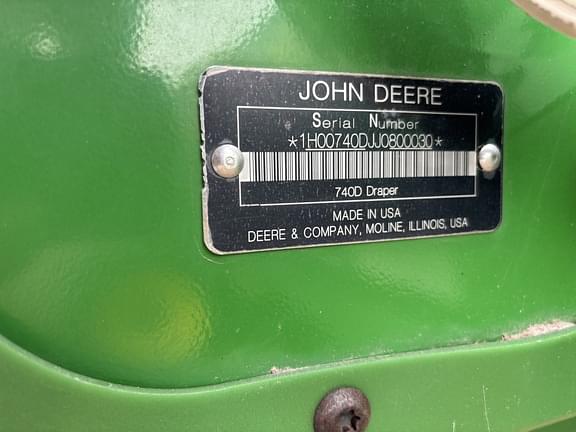 JOHN DEERE
Serial Number
*1H00740DJJ0800030*
740D Draper
MADE IN USA
DEERE & COMPANY, MOLINE, ILLINOIS, USA